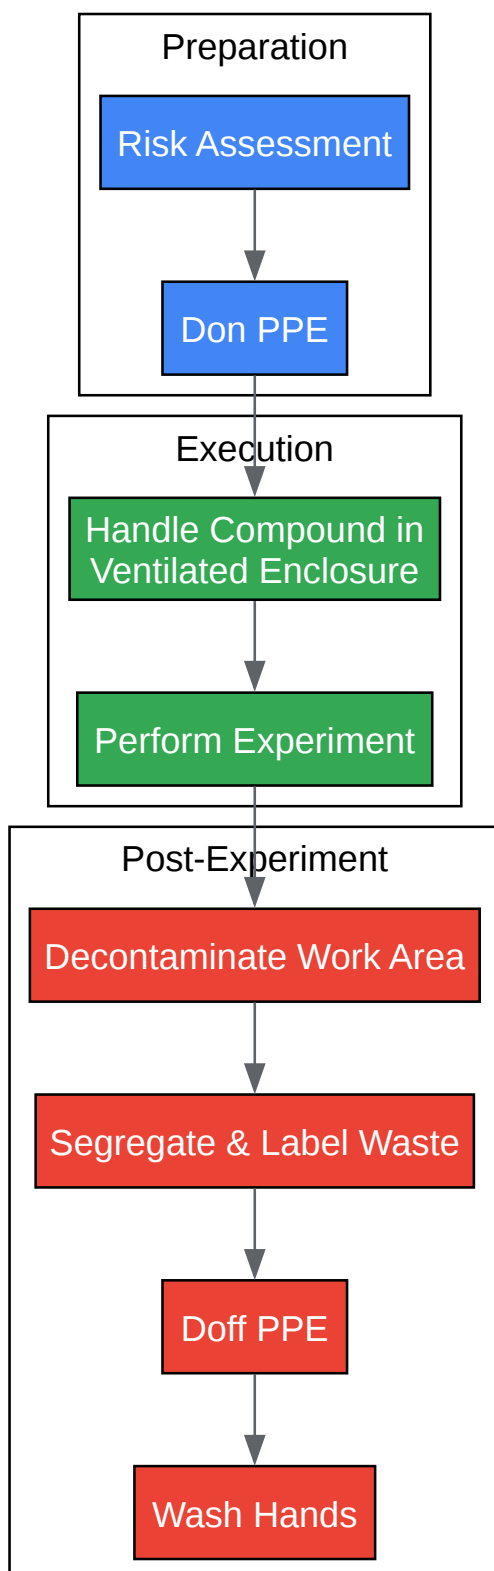 Preparation
Risk Assessment
Don PPE
Execution
Handle Compound in
Ventilated Enclosure
Perform Experiment
Post-Experiment
Decontaminate Work Area
Segregate & Label Waste
Doff PPE
Wash Hands